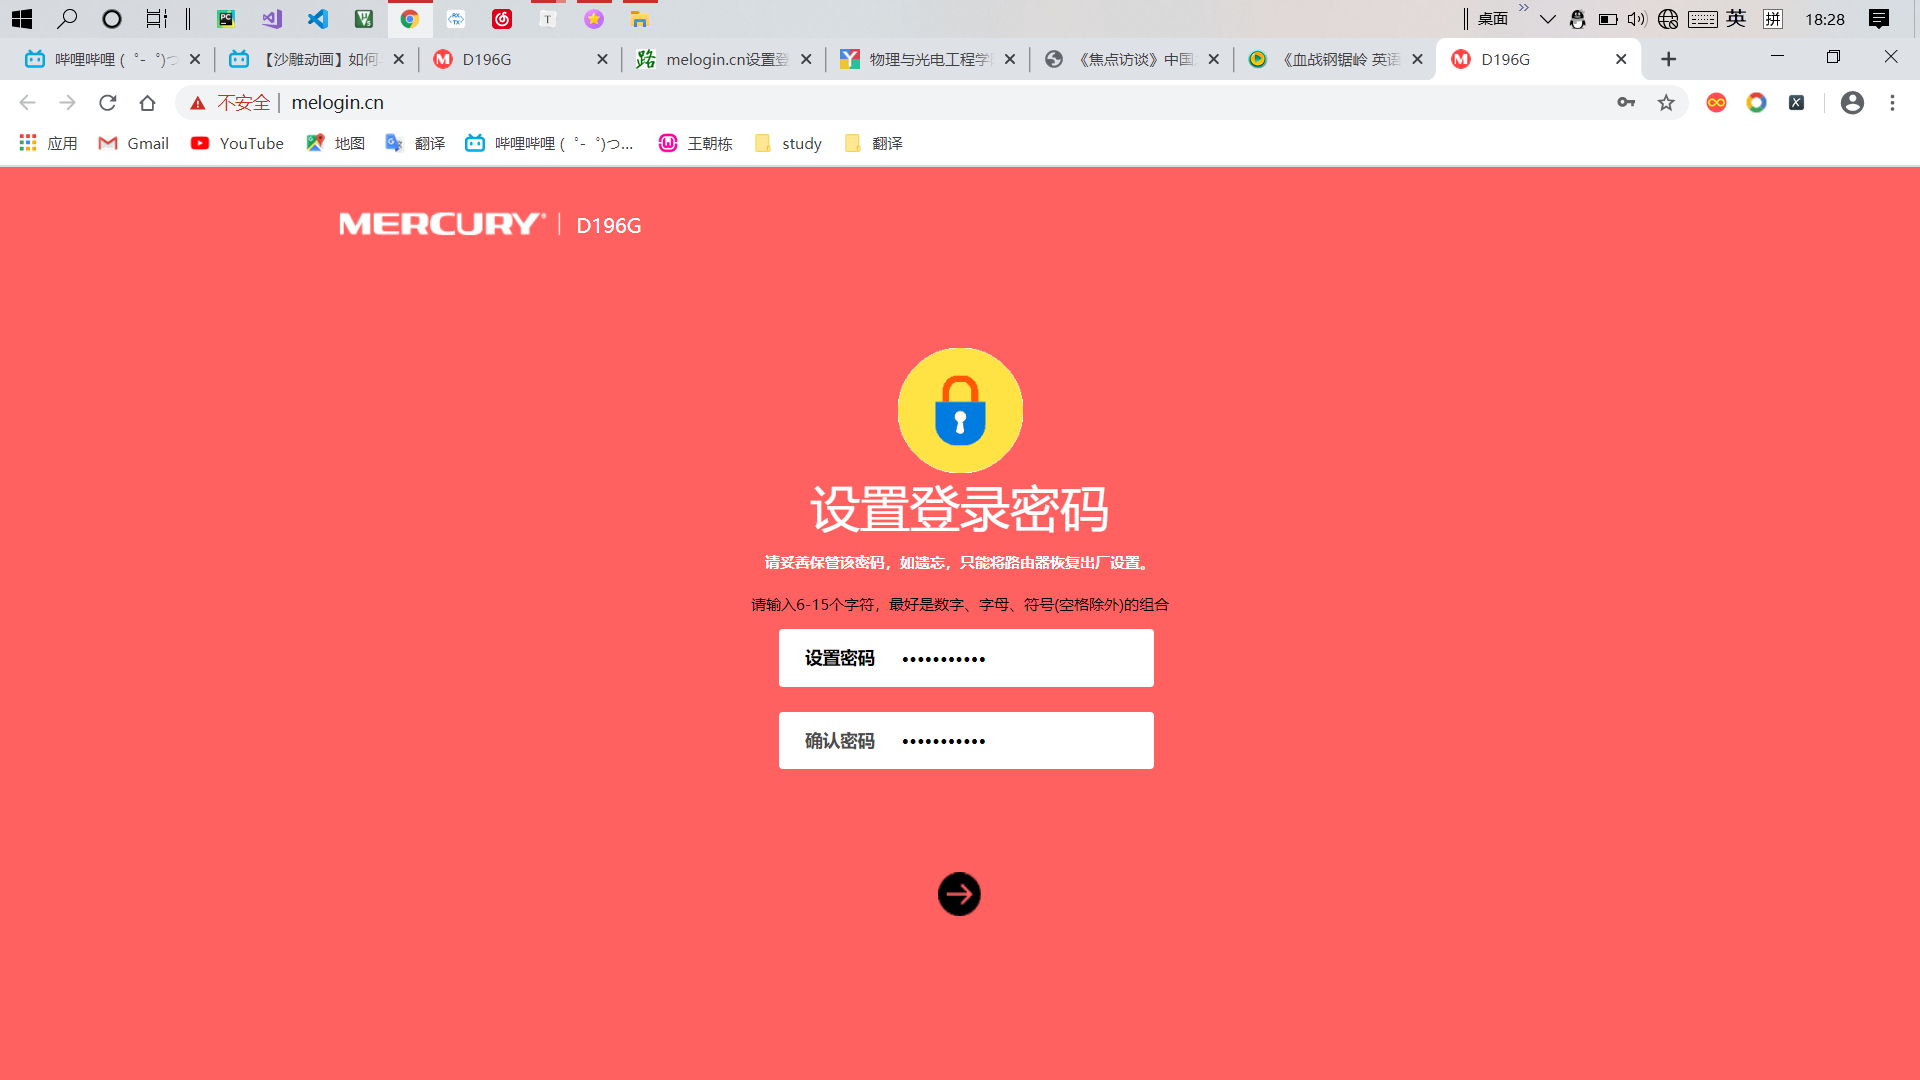 桌面
英
拼
18:28
哔哩哔哩 (゜-゜)つ
【沙雕动画】如何
D196G
melogin.cn设置登
物理与光电工程学
《焦点访谈》中国
《血战钢锯岭 英语
D196G
不安全 | melogin.cn
应用
Gmail
YouTube
地图
翻译
哔哩哔哩 (゜-゜)つ...
王朝栋
study
翻译
MERCURY | D196G
设置登录密码
请妥善保管该密码，如遗忘，只能将路由器恢复出厂设置。
请输入6-15个字符，最好是数字、字母、符号(空格除外)的组合
设置密码 •••••••••••
确认密码 •••••••••••